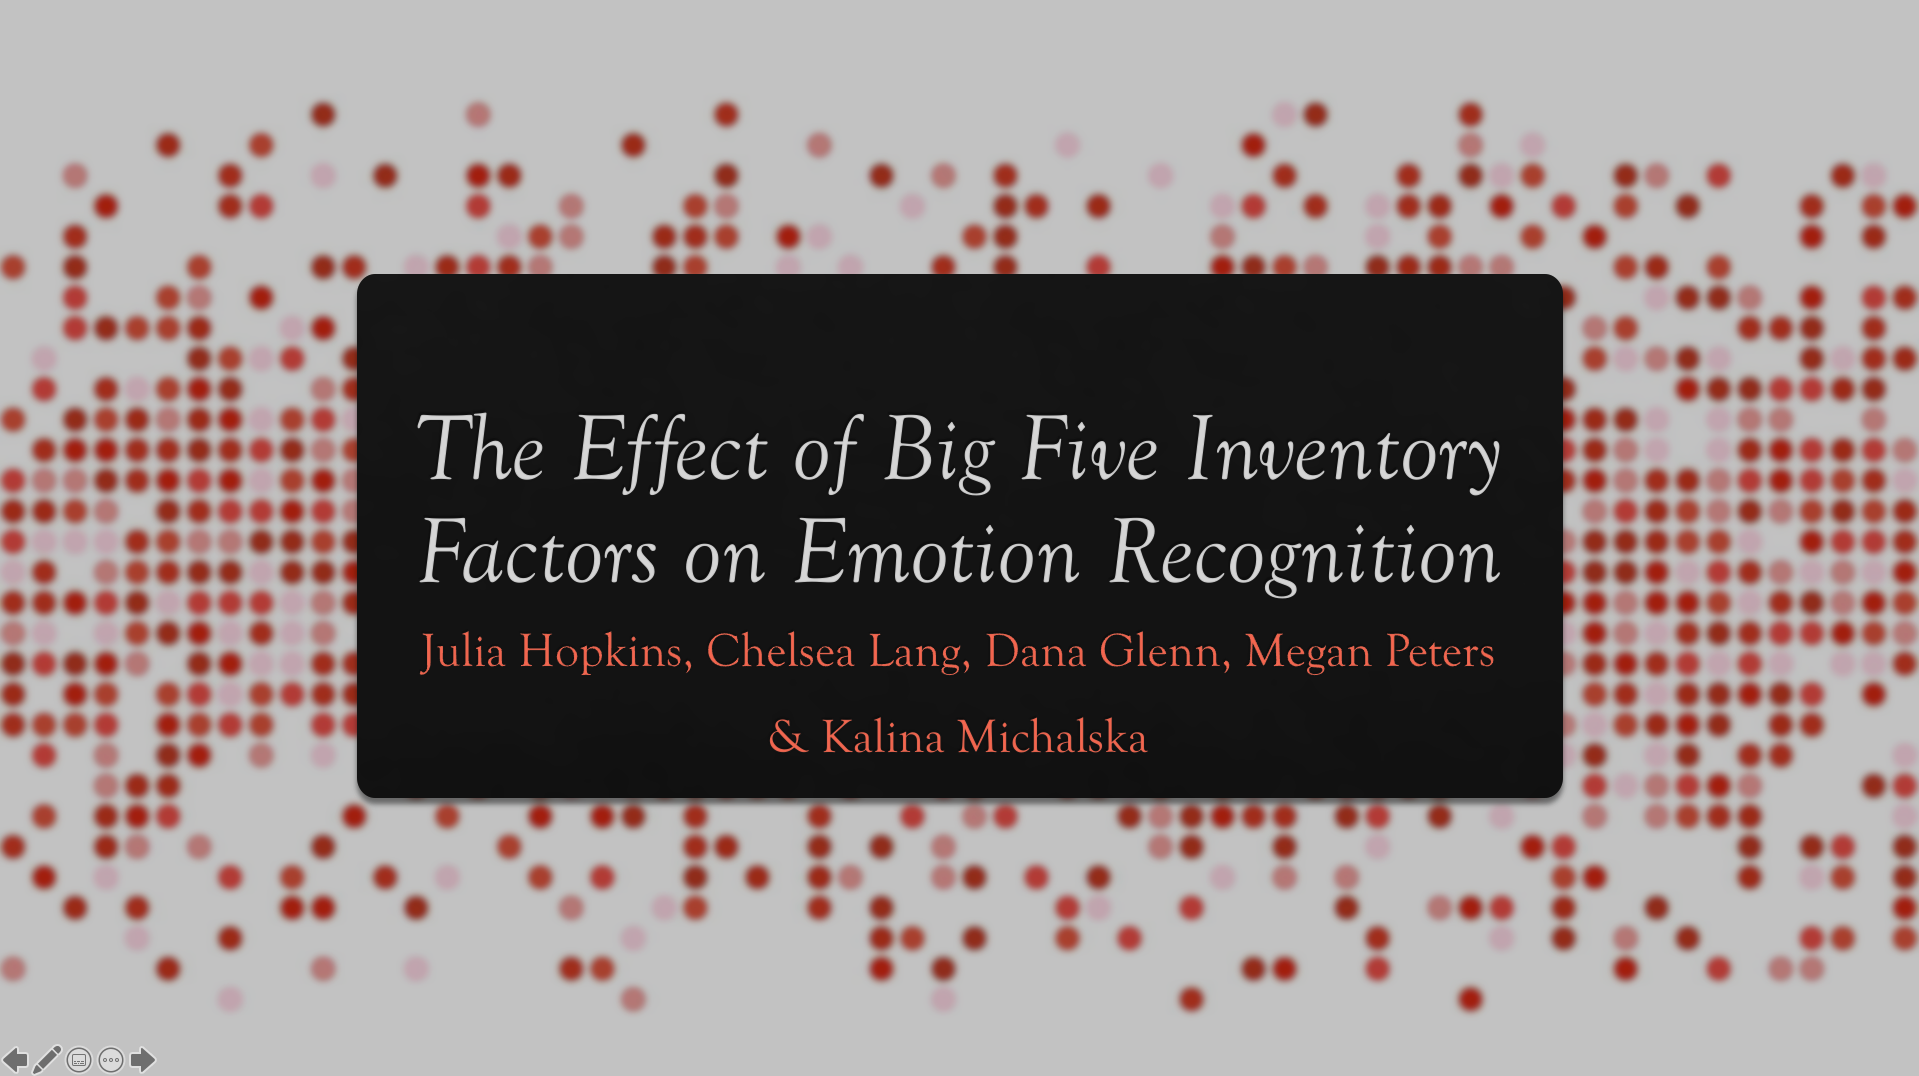 The Effect of Big Five Inventory
Factors on Emotion Recognition
Julia Hopkins, Chelsea Lang, Dana Glenn, Megan Peters
& Kalina Michalska